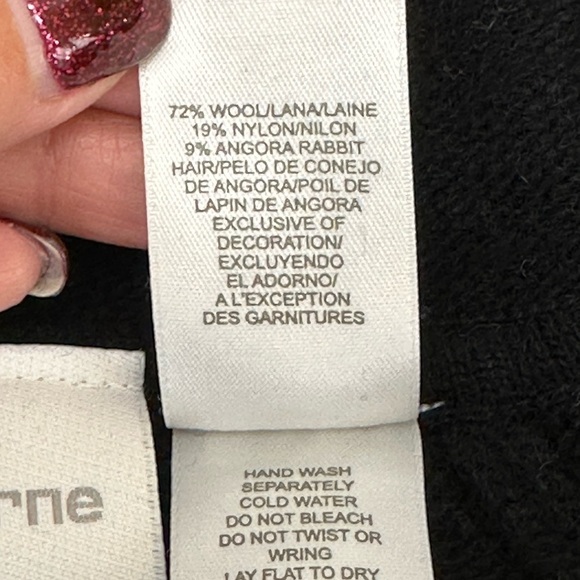 72% WOOL/LANA/LAINE
19% NYLON/NILON
9% ANGORA RABBIT
HAIR/PELO DE CONEJO
DE ANGORA/POIL DE
LAPIN DE ANGORA
EXCLUSIVE OF
DECORATION/
EXCLUYENDO
EL ADORNO/
A L'EXCEPTION
DES GARNITURES
HAND WASH
SEPARATELY
COLD WATER
DO NOT BLEACH
DO NOT TWIST OR
WRING
LAY FLAT TO DRY